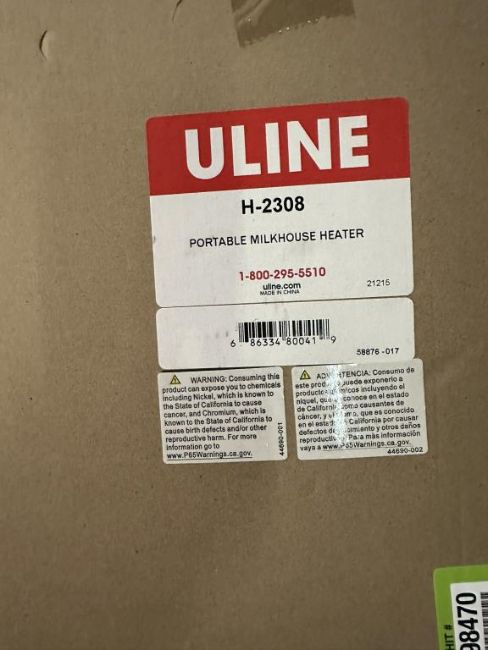 ULINE
H-2308
PORTABLE MILKHOUSE HEATER
1-800-295-5510
uline.com
MADE IN CHINA
21215
6 86334 80041 9
58876 -017
WARNING: Consuming this
product can expose you to chemicals
including Nickel, which is known to
the State of California to cause
cancer, and Chromium, which is
known to the State of California to
cause birth defects and/or other
reproductive harm. For more
information go to
www.P65Warnings.ca.gov.
44690-001
ADVERTENCIA: Consumo de
este producto puede exponerlo a
productos químicos incluyendo el
níquel, que se conoce en el estado
de California como causantes de
cáncer, y cromo, que es conocido
en el estado de California por causar
defectos de nacimiento y otros daños
reproductivos. Para más información
vaya a www.P65Warnings.ca.gov.
44690-002
HIT #
98470